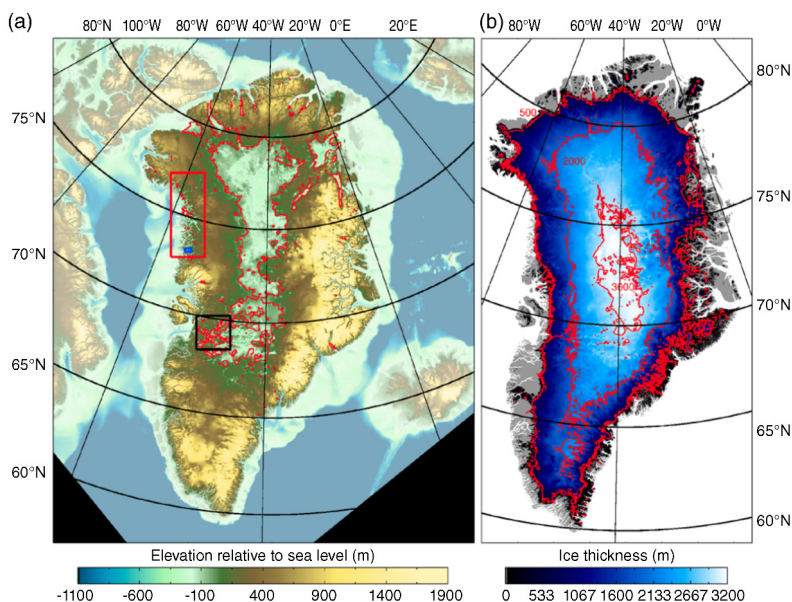 (a)
80°N 100°W 80°W 60°W 40°W 20°W 0°E 20°E
75°N
70°N
65°N
60°N
Elevation relative to sea level (m)
-1100 -600 -100 400 900 1400 1900
(b)
80°W 60°W 40°W 20°W 0°W
80°N
75°N
70°N
65°N
60°N
500
2000
3000
Ice thickness (m)
0 533 1067 1600 2133 2667 3200